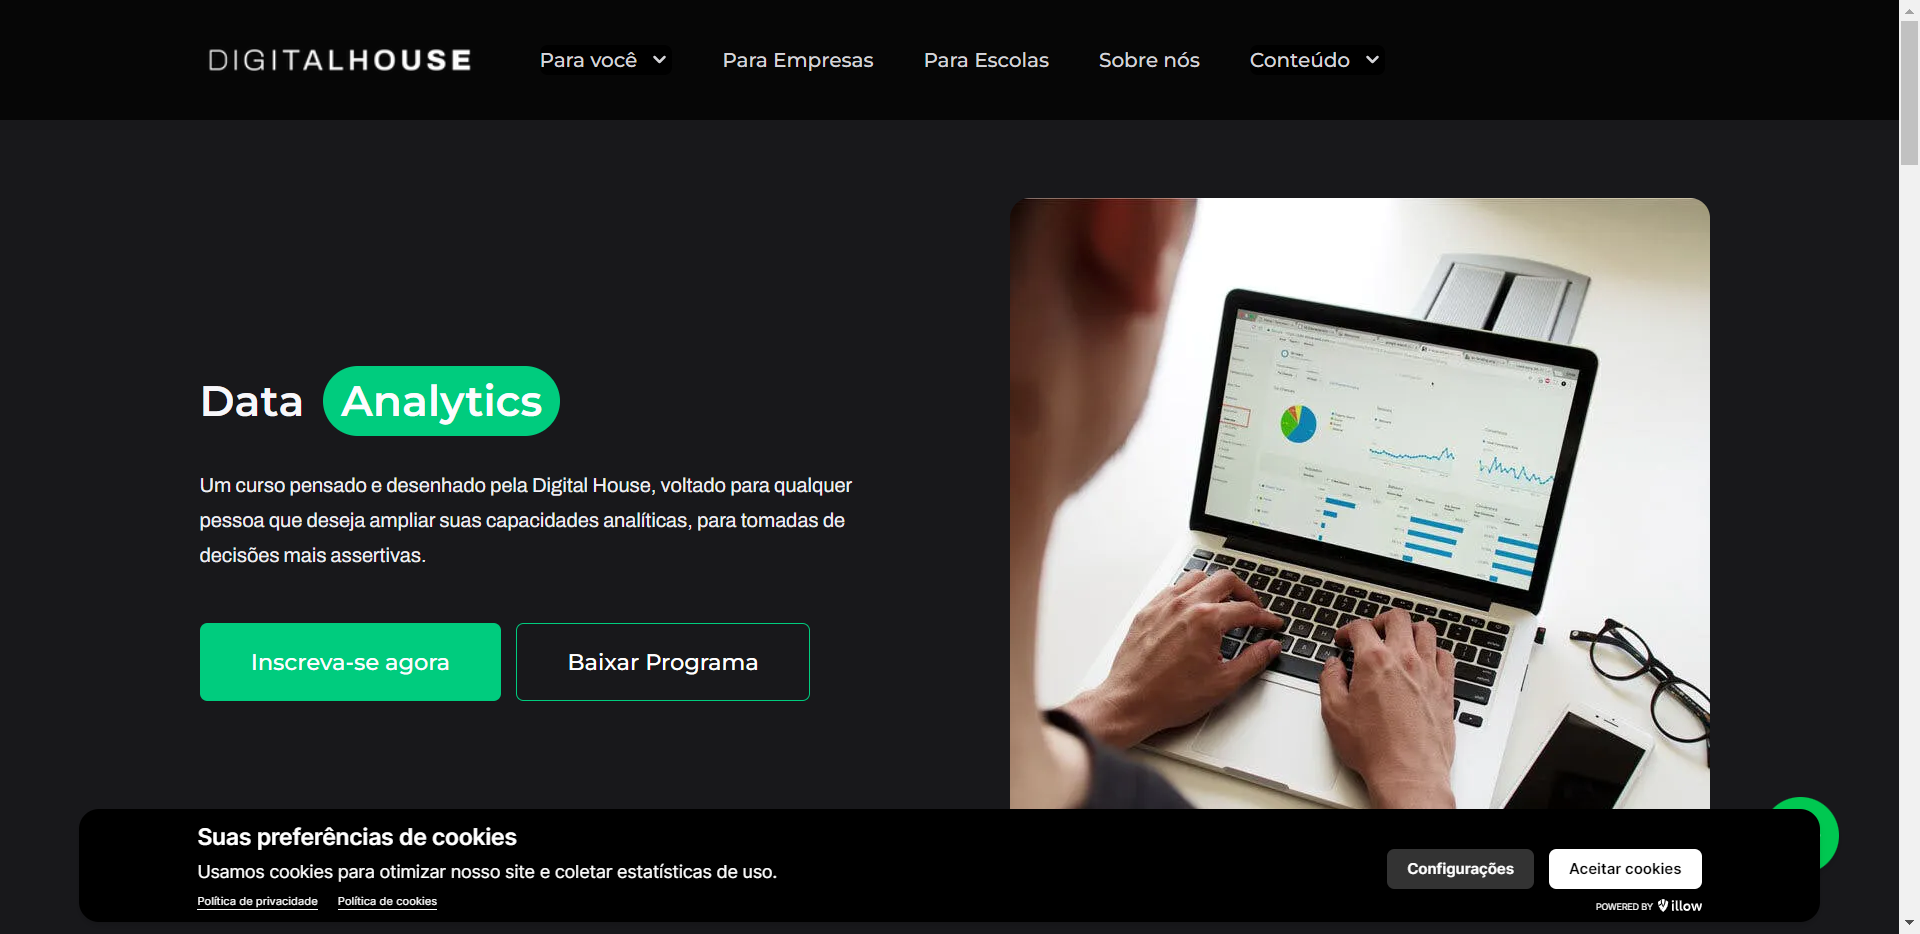 DIGITALHOUSE
Para você
Para Empresas
Para Escolas
Sobre nós
Conteúdo
Data Analytics
Um curso pensado e desenhado pela Digital House, voltado para qualquer
pessoa que deseja ampliar suas capacidades analíticas, para tomadas de
decisões mais assertivas.
Inscreva-se agora
Baixar Programa
Suas preferências de cookies
Usamos cookies para otimizar nosso site e coletar estatísticas de uso.
Política de privacidade
Política de cookies
Configurações
Aceitar cookies
POWERED BY illow